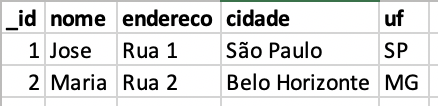 _id nome endereco cidade uf
1 Jose Rua 1 São Paulo SP
2 Maria Rua 2 Belo Horizonte MG